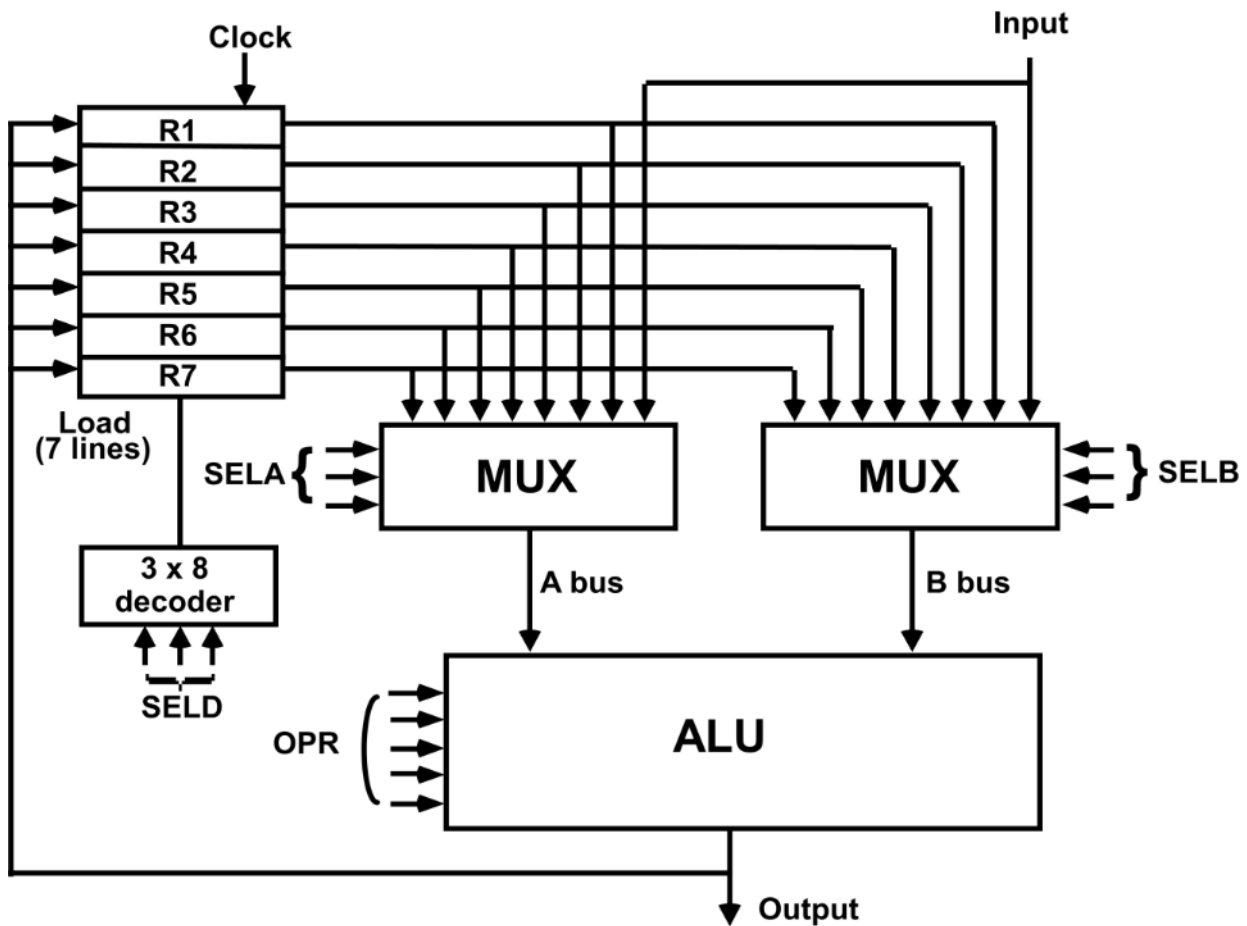 Clock
Input
R1
R2
R3
R4
R5
R6
R7
Load
(7 lines)
SELA {
MUX
MUX
} SELB
3 x 8
decoder
A bus
B bus
SELD
OPR
ALU
Output